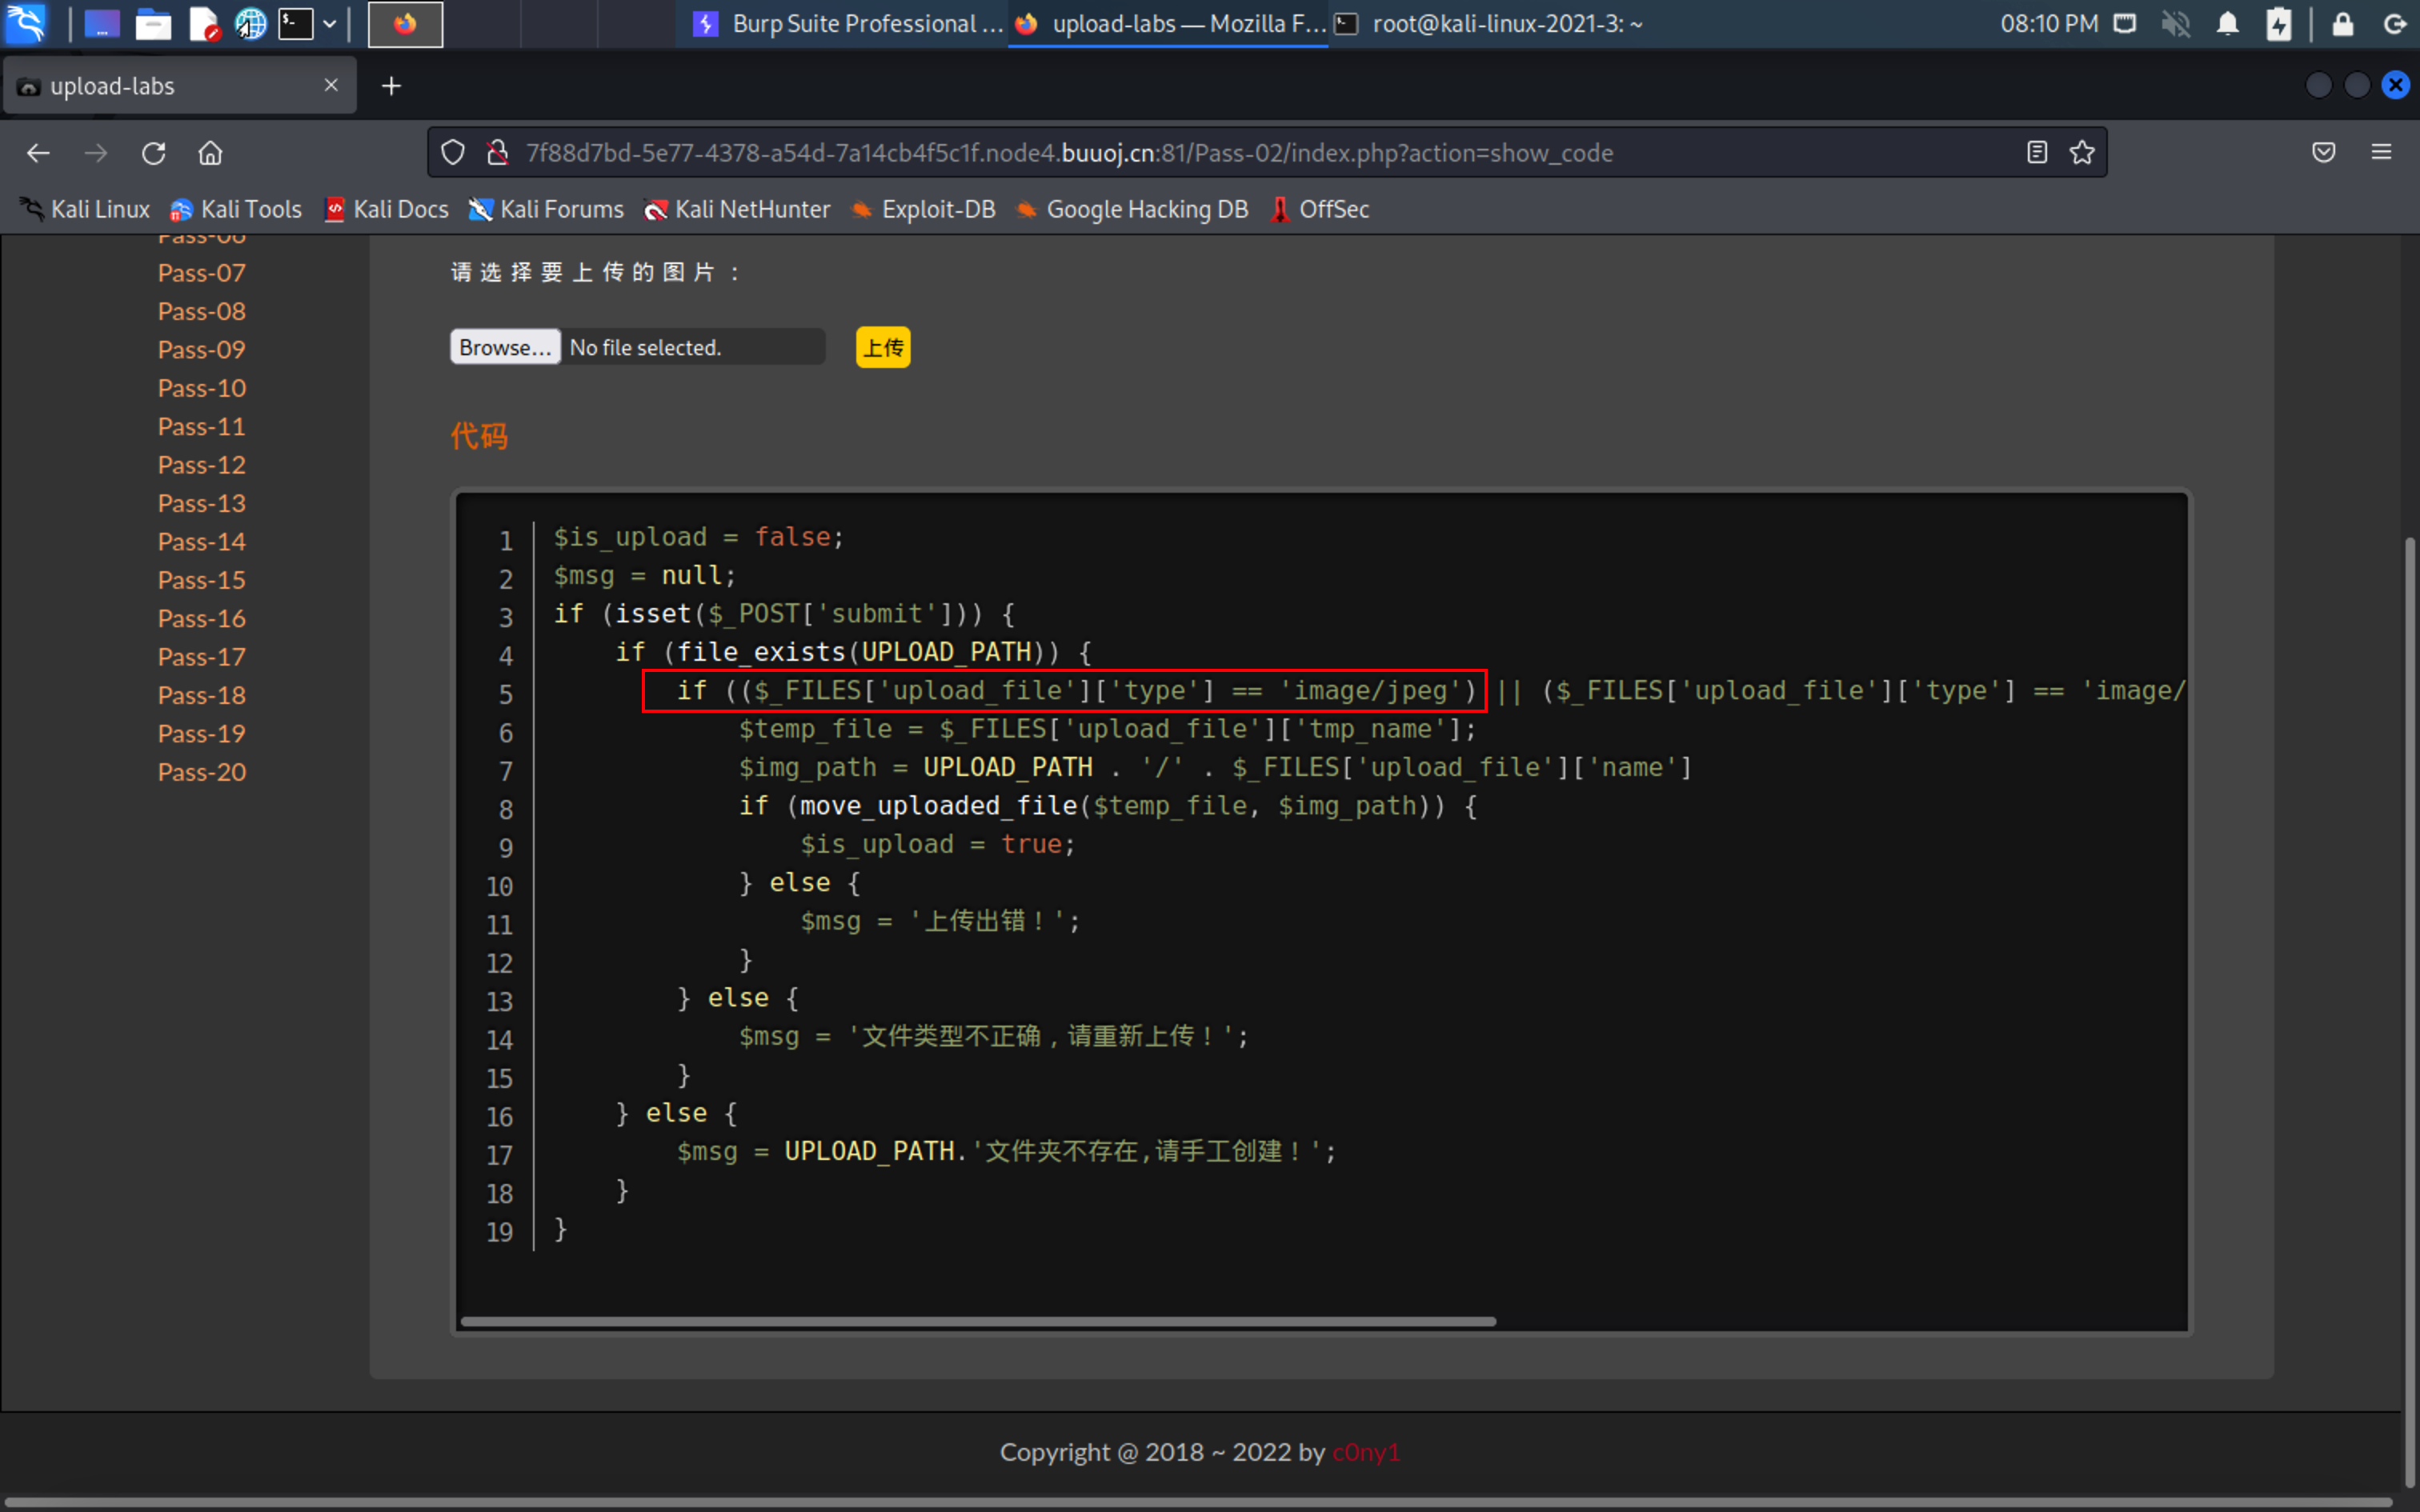 Burp Suite Professional ...
upload-labs — Mozilla F...
root@kali-linux-2021-3: ~
08:10 PM
upload-labs
7f88d7bd-5e77-4378-a54d-7a14cb4f5c1f.node4.buuoj.cn:81/Pass-02/index.php?action=show_code
Kali Linux
Kali Tools
Kali Docs
Kali Forums
Kali NetHunter
Exploit-DB
Google Hacking DB
OffSec
Pass-06
Pass-07
Pass-08
Pass-09
Pass-10
Pass-11
Pass-12
Pass-13
Pass-14
Pass-15
Pass-16
Pass-17
Pass-18
Pass-19
Pass-20
请选择要上传的图片：
Browse... No file selected. 上传
代码
1 $is_upload = false;
2 $msg = null;
3 if (isset($_POST['submit'])) {
4 if (file_exists(UPLOAD_PATH)) {
5 if (($_FILES['upload_file']['type'] == 'image/jpeg') || ($_FILES['upload_file']['type'] == 'image/
6 $temp_file = $_FILES['upload_file']['tmp_name'];
7 $img_path = UPLOAD_PATH . '/' . $_FILES['upload_file']['name']
8 if (move_uploaded_file($temp_file, $img_path)) {
9 $is_upload = true;
10 } else {
11 $msg = '上传出错！';
12 }
13 } else {
14 $msg = '文件类型不正确，请重新上传！';
15 }
16 } else {
17 $msg = UPLOAD_PATH.'文件夹不存在,请手工创建！';
18 }
19 }
Copyright @ 2018 ~ 2022 by c0ny1